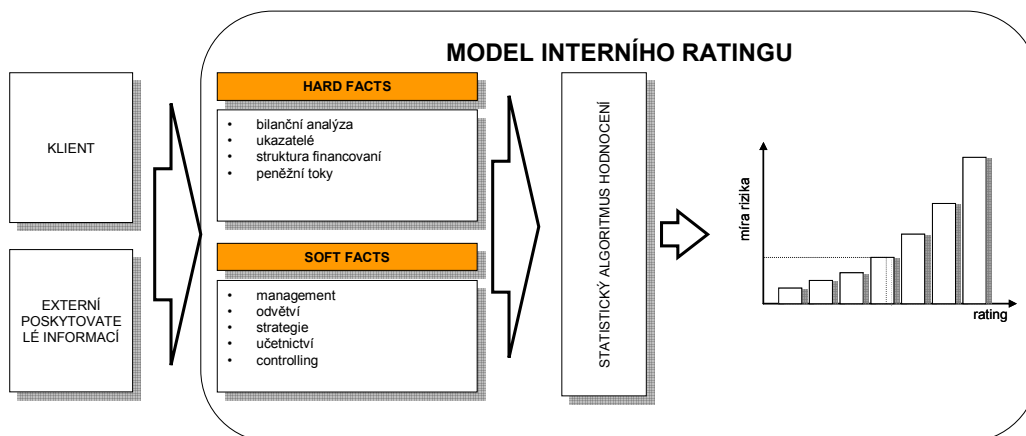 MODEL INTERNÍHO RATINGU
KLIENT
EXTERNÍ
POSKYTOVATE
LÉ INFORMACÍ
HARD FACTS
• bilanční analýza
• ukazatelé
• struktura financovaní
• peněžní toky
SOFT FACTS
• management
• odvětví
• strategie
• účetnictví
• controlling
STATISTICKÝ ALGORITMUS HODNOCENÍ
míra rizika
rating